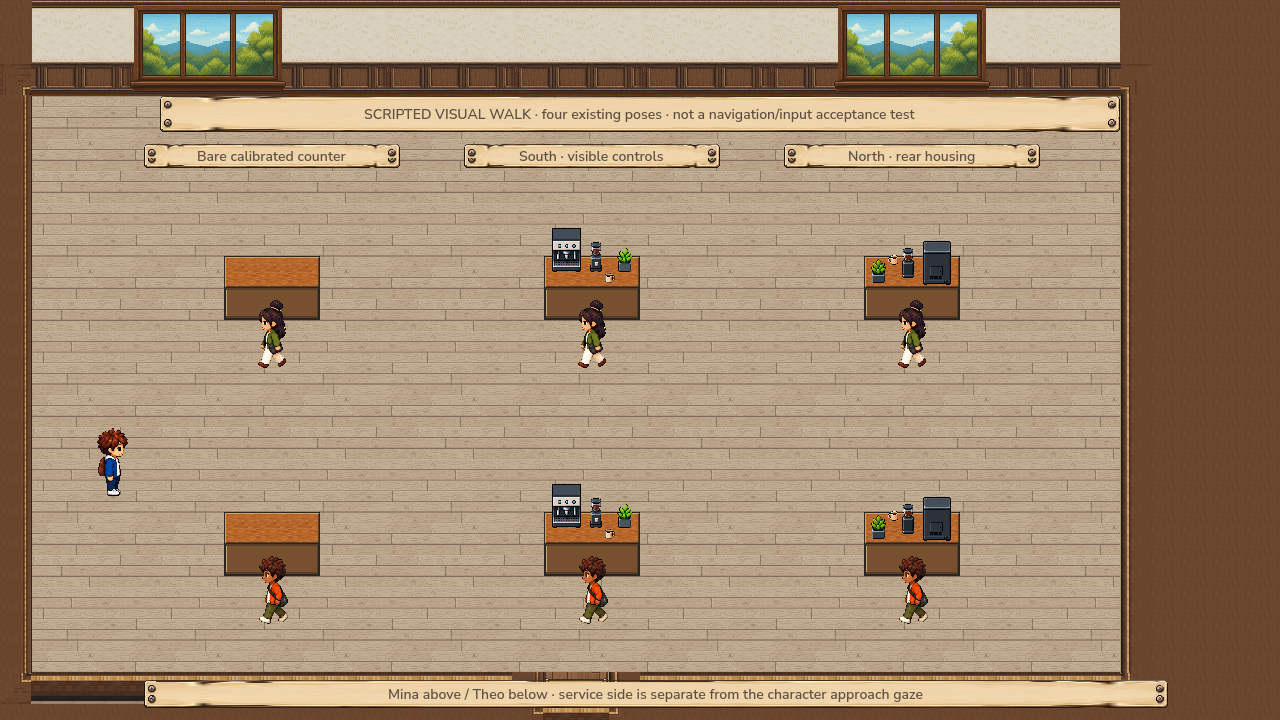 SCRIPTED VISUAL WALK · four existing poses · not a navigation/input acceptance test
Bare calibrated counter
South · visible controls
North · rear housing
Mina above / Theo below · service side is separate from the character approach gaze